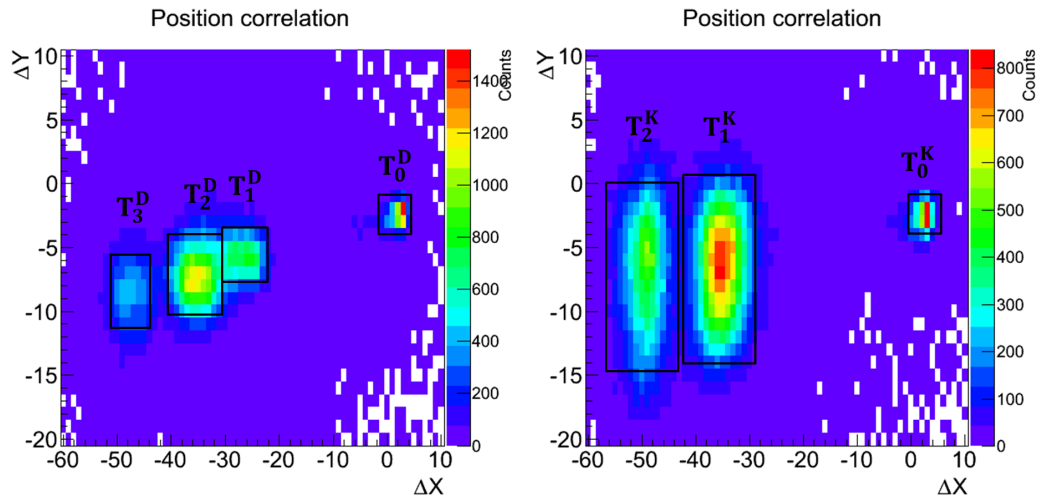 Position correlation
ΔY
10
5
0
-5
-10
-15
-20
-60 -50 -40 -30 -20 -10 0 10
ΔX
T₃ᴰ
T₂ᴰ
T₁ᴰ
T₀ᴰ
Counts
1400
1200
1000
800
600
400
200
0
Position correlation
ΔY
10
5
0
-5
-10
-15
-20
-60 -50 -40 -30 -20 -10 0 10
ΔX
T₂ᴷ
T₁ᴷ
T₀ᴷ
Counts
800
700
600
500
400
300
200
100
0